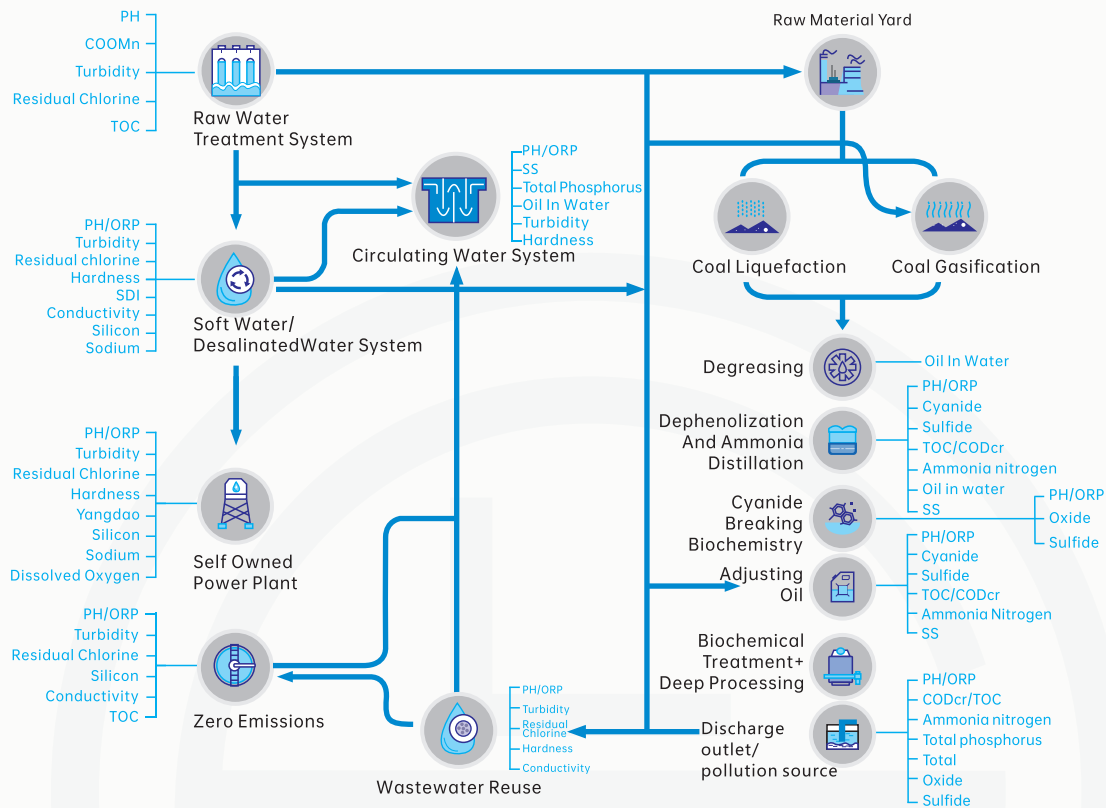 PH
COOMn
Turbidity
Residual Chlorine
TOC
Raw Water
Treatment System
Raw Material Yard
PH/ORP
SS
Total Phosphorus
Oil In Water
Turbidity
Hardness
Circulating Water System
PH/ORP
Turbidity
Residual chlorine
Hardness
SDI
Conductivity
Silicon
Sodium
Soft Water/
DesalinatedWater System
Coal Liquefaction
Coal Gasification
Degreasing
Oil In Water
Dephenolization
And Ammonia
Distillation
PH/ORP
Cyanide
Sulfide
TOC/CODcr
Ammonia nitrogen
Oil in water
SS
Cyanide
Breaking
Biochemistry
PH/ORP
Oxide
Sulfide
Adjusting
Oil
PH/ORP
Cyanide
Sulfide
TOC/CODcr
Ammonia Nitrogen
SS
PH/ORP
Turbidity
Residual Chlorine
Hardness
Yangdao
Silicon
Sodium
Dissolved Oxygen
Self Owned
Power Plant
PH/ORP
Turbidity
Residual Chlorine
Silicon
Conductivity
TOC
Zero Emissions
PH/ORP
Turbidity
Residual
Chlorine
Hardness
Conductivity
Wastewater Reuse
Biochemical
Treatment+
Deep Processing
Discharge
outlet/
pollution source
PH/ORP
CODcr/TOC
Ammonia nitrogen
Total phosphorus
Total
Oxide
Sulfide